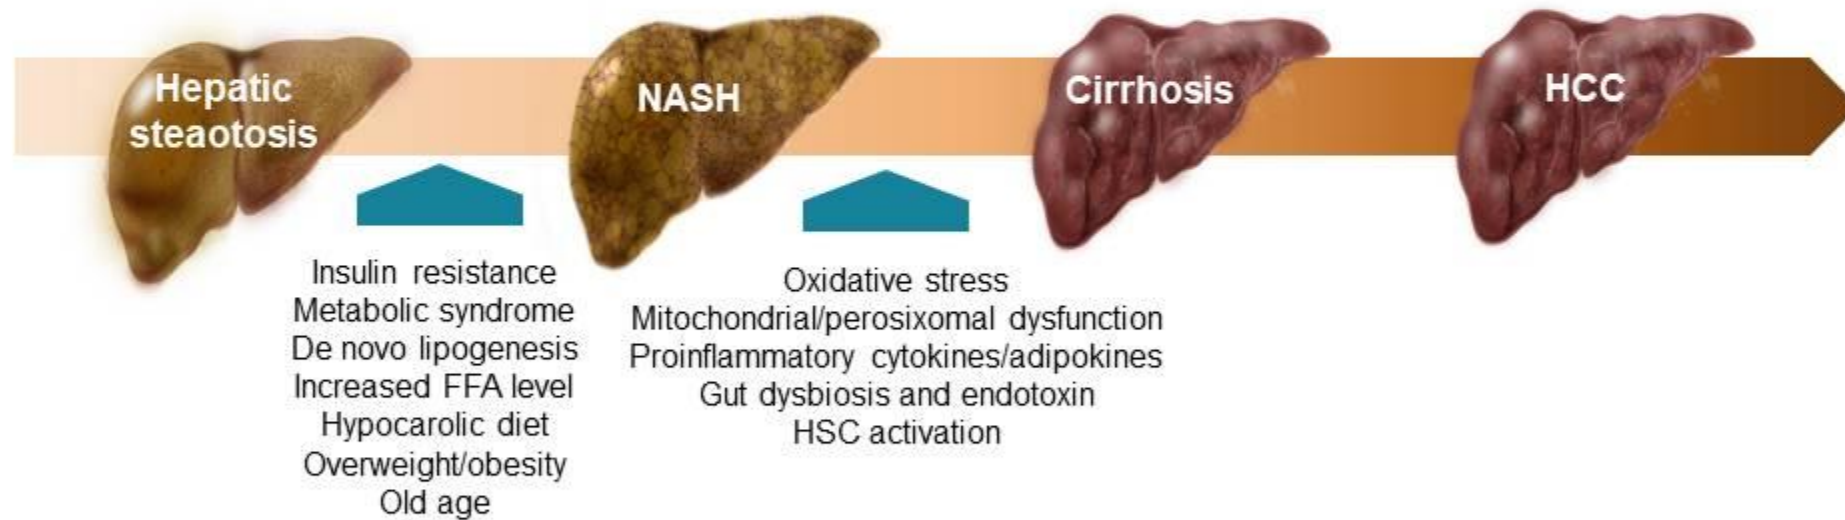 Hepatic
steaotosis
NASH
Cirrhosis
HCC
Insulin resistance
Metabolic syndrome
De novo lipogenesis
Increased FFA level
Hypocarolic diet
Overweight/obesity
Old age
Oxidative stress
Mitochondrial/perosixomal dysfunction
Proinflammatory cytokines/adipokines
Gut dysbiosis and endotoxin
HSC activation